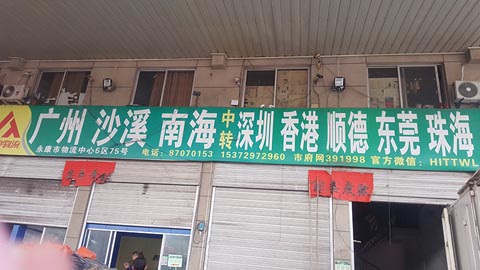 广州 沙溪 南海 中转 深圳 香港 顺德 东莞 珠海
永康市物流中心5区75号 电话：87070153 15372972960 市府网391998 官方微信：HITTWL